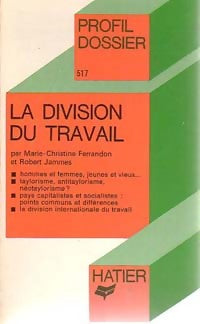 PROFIL
DOSSIER
517
LA DIVISION
DU TRAVAIL
par Marie-Christine Ferrandon
et Robert Jammes
■ hommes et femmes, jeunes et vieux...
■ taylorisme, antitaylorisme,
néotaylorisme ?
■ pays capitalistes et socialistes :
points communs et différences
■ la division internationale du travail
HATIER